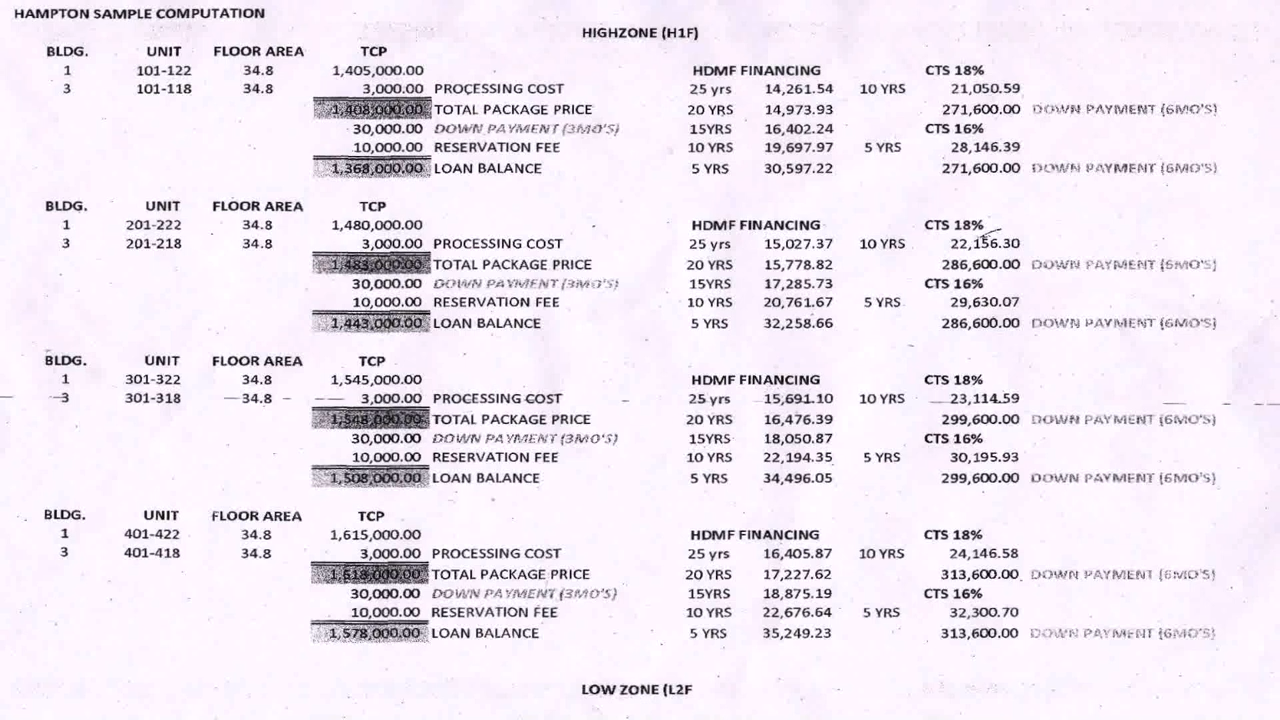 HAMPTON SAMPLE COMPUTATION
HIGHZONE (H1F)
BLDG. UNIT FLOOR AREA TCP
1 101-122 34.8 1,405,000.00 HDMF FINANCING CTS 18%
3 101-118 34.8 3,000.00 PROCESSING COST 25 yrs 14,261.54 10 YRS 21,050.59
1,408,000.00 TOTAL PACKAGE PRICE 20 YRS 14,973.93 271,600.00 DOWN PAYMENT (6MO'S)
30,000.00 DOWN PAYMENT (3MO'S) 15YRS 16,402.24 CTS 16%
10,000.00 RESERVATION FEE 10 YRS 19,697.97 5 YRS 28,146.39
1,368,000.00 LOAN BALANCE 5 YRS 30,597.22 271,600.00 DOWN PAYMENT (6MO'S)
BLDG. UNIT FLOOR AREA TCP
1 201-222 34.8 1,480,000.00 HDMF FINANCING CTS 18%
3 201-218 34.8 3,000.00 PROCESSING COST 25 yrs 15,027.37 10 YRS 22,156.30
1,483,000.00 TOTAL PACKAGE PRICE 20 YRS 15,778.82 286,600.00 DOWN PAYMENT (6MO'S)
30,000.00 DOWN PAYMENT (3MO'S) 15YRS 17,285.73 CTS 16%
10,000.00 RESERVATION FEE 10 YRS 20,761.67 5 YRS 29,630.07
1,443,000.00 LOAN BALANCE 5 YRS 32,258.66 286,600.00 DOWN PAYMENT (6MO'S)
BLDG. UNIT FLOOR AREA TCP
1 301-322 34.8 1,545,000.00 HDMF FINANCING CTS 18%
3 301-318 34.8 3,000.00 PROCESSING COST 25 yrs 15,691.10 10 YRS 23,114.59
1,548,000.00 TOTAL PACKAGE PRICE 20 YRS 16,476.39 299,600.00 DOWN PAYMENT (6MO'S)
30,000.00 DOWN PAYMENT (3MO'S) 15YRS 18,050.87 CTS 16%
10,000.00 RESERVATION FEE 10 YRS 22,194.35 5 YRS 30,195.93
1,508,000.00 LOAN BALANCE 5 YRS 34,496.05 299,600.00 DOWN PAYMENT (6MO'S)
BLDG. UNIT FLOOR AREA TCP
1 401-422 34.8 1,615,000.00 HDMF FINANCING CTS 18%
3 401-418 34.8 3,000.00 PROCESSING COST 25 yrs 16,405.87 10 YRS 24,146.58
1,618,000.00 TOTAL PACKAGE PRICE 20 YRS 17,227.62 313,600.00 DOWN PAYMENT (6MO'S)
30,000.00 DOWN PAYMENT (3MO'S) 15YRS 18,875.19 CTS 16%
10,000.00 RESERVATION FEE 10 YRS 22,676.64 5 YRS 32,300.70
1,578,000.00 LOAN BALANCE 5 YRS 35,249.23 313,600.00 DOWN PAYMENT (6MO'S)
LOW ZONE (L2F